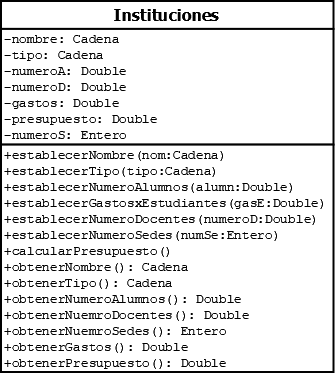 Instituciones
-nombre: Cadena
-tipo: Cadena
-numeroA: Double
-numeroD: Double
-gastos: Double
-presupuesto: Double
-numeroS: Entero
+establecerNombre(nom:Cadena)
+establecerTipo(tipo:Cadena)
+establecerNumeroAlumnos(alumn:Double)
+establecerGastosxEstudiantes(gasE:Double)
+establecerNumeroDocentes(numeroD:Double)
+establecerNumeroSedes(numSe:Entero)
+calcularPresupuesto()
+obtenerNombre(): Cadena
+obtenerTipo(): Cadena
+obtenerNumeroAlumnos(): Double
+obtenerNuemroDocentes(): Double
+obtenerNuemroSedes(): Entero
+obtenerGastos(): Double
+obtenerPresupuesto(): Double